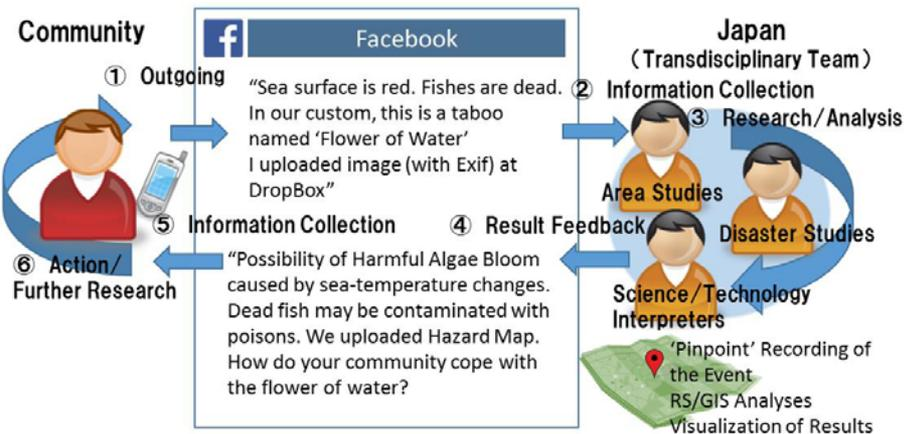 Community
Facebook
Japan
（Transdisciplinary Team）
① Outgoing
"Sea surface is red. Fishes are dead.
In our custom, this is a taboo
named 'Flower of Water'
I uploaded image (with Exif) at
DropBox"
② Information Collection
③ Research/Analysis
Area Studies
Disaster Studies
Science/Technology
Interpreters
④ Result Feedback
⑤ Information Collection
"Possibility of Harmful Algae Bloom
caused by sea-temperature changes.
Dead fish may be contaminated with
poisons. We uploaded Hazard Map.
How do your community cope with
the flower of water?
⑥ Action/
Further Research
'Pinpoint' Recording of
the Event
RS/GIS Analyses
Visualization of Results